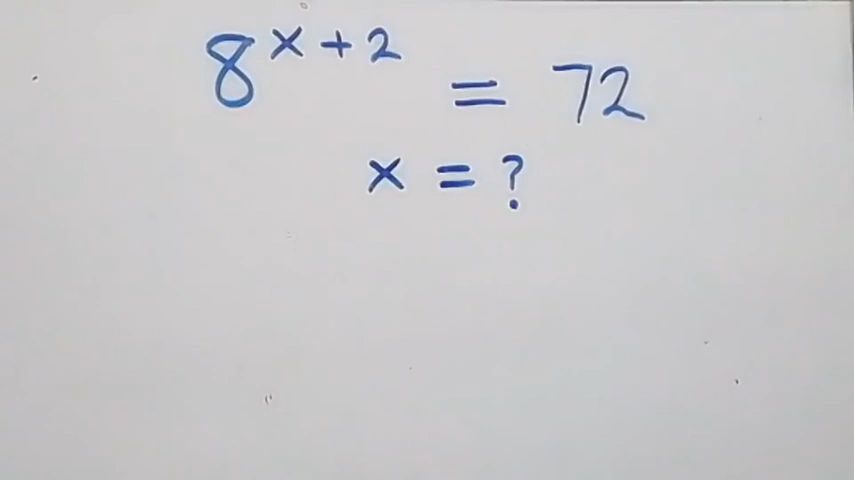 8^{x+2} = 72
x = ?